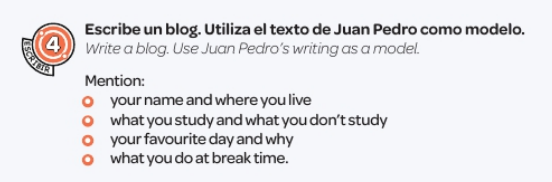 4
ESCRIBIR
Escribe un blog. Utiliza el texto de Juan Pedro como modelo.
Write a blog. Use Juan Pedro's writing as a model.
Mention:
your name and where you live
what you study and what you don't study
your favourite day and why
what you do at break time.